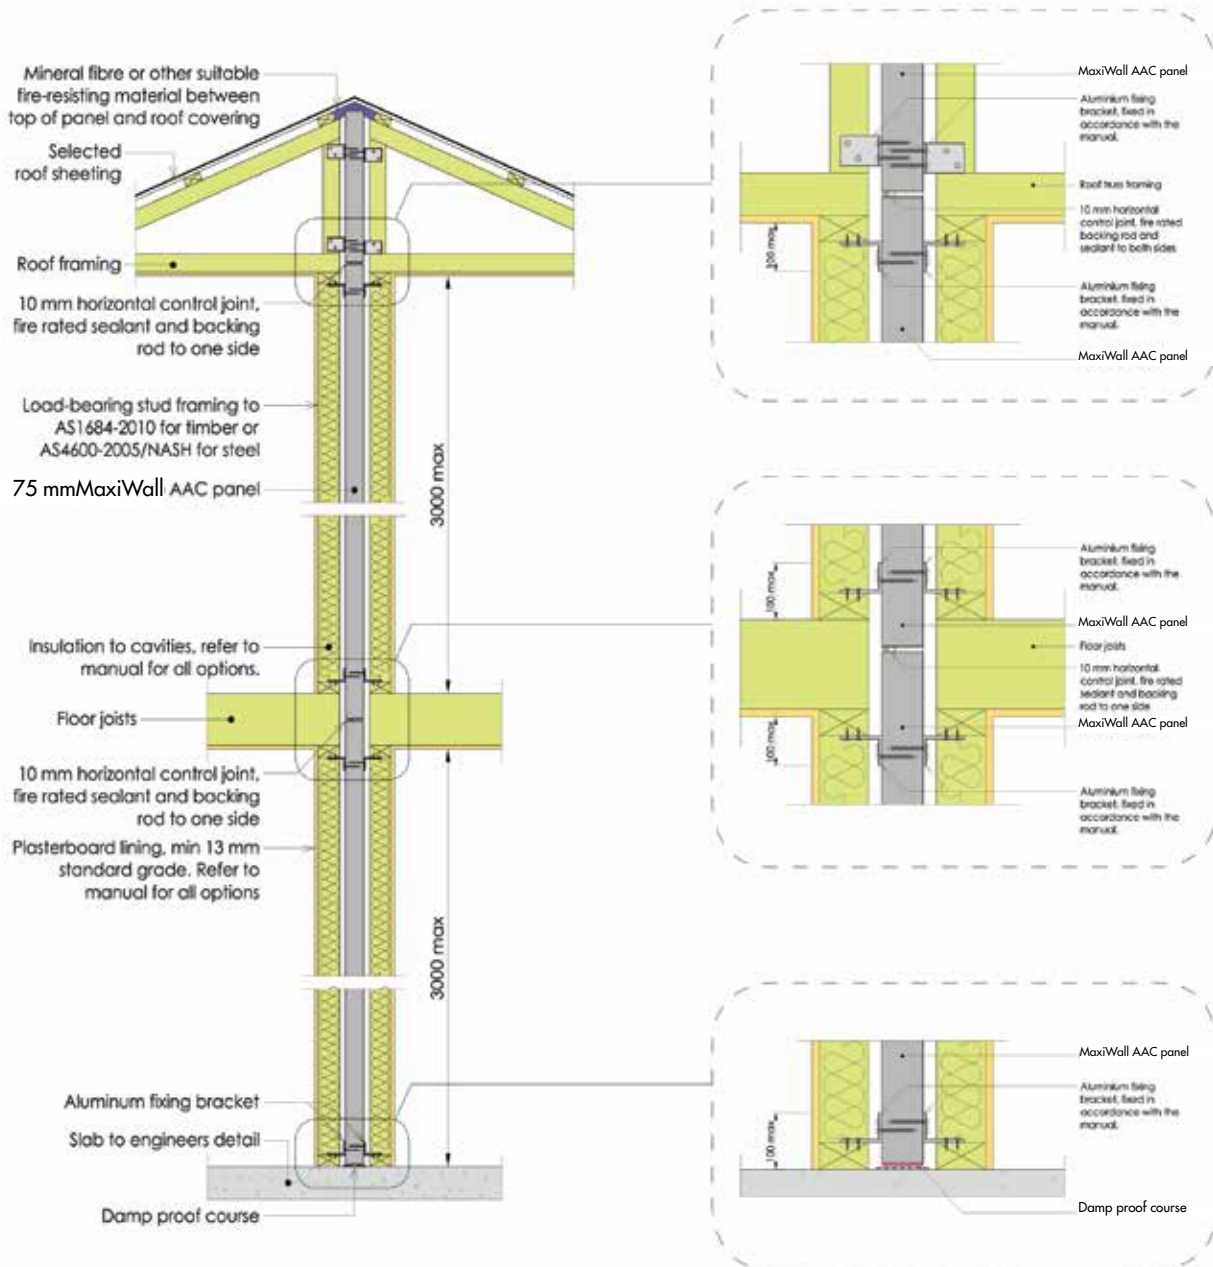 Mineral fibre or other suitable
fire-resisting material between
top of panel and roof covering
Selected
roof sheeting
Roof framing
10 mm horizontal control joint,
fire rated sealant and backing
rod to one side
Load-bearing stud framing to
AS1684-2010 for timber or
AS4600-2005/NASH for steel
75 mmMaxiWall AAC panel
3000 max
Insulation to cavities, refer to
manual for all options.
Floor joists
10 mm horizontal control joint,
fire rated sealant and backing
rod to one side
Plasterboard lining, min 13 mm
standard grade. Refer to
manual for all options
3000 max
Aluminum fixing bracket
Slab to engineers detail
Damp proof course
MaxiWall AAC panel
Aluminium fixing
bracket, fixed in
accordance with the
manual.
Roof truss framing
10 mm horizontal
control joint, fire rated
backing rod and
sealant to both sides
100 max
Aluminium fixing
bracket, fixed in
accordance with the
manual.
MaxiWall AAC panel
Aluminium fixing
bracket, fixed in
accordance with the
manual.
100 max
MaxiWall AAC panel
Floor joists
10 mm horizontal
control joint, fire rated
sealant and backing
rod to one side
MaxiWall AAC panel
100 max
Aluminium fixing
bracket, fixed in
accordance with the
manual.
MaxiWall AAC panel
Aluminium fixing
bracket, fixed in
accordance with the
manual.
100 max
Damp proof course